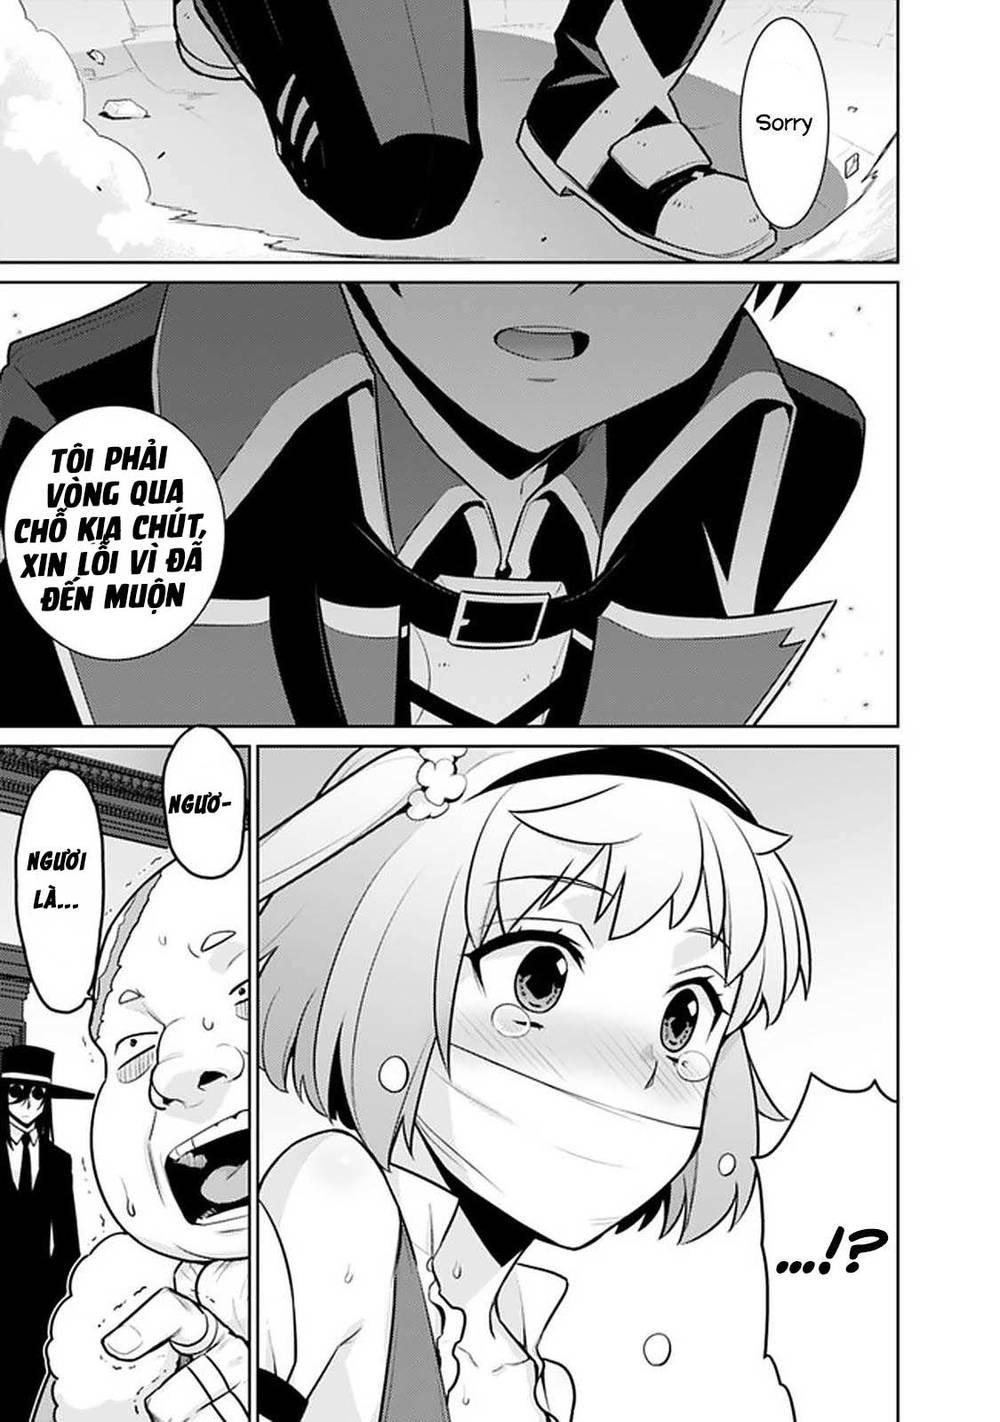 Sorry
TÔI PHẢI
VÒNG QUA
CHỖ KIA CHÚT,
XIN LỖI VÌ ĐÃ
ĐẾN MUỘN
....!?
NGƯƠ-
NGƯƠI
LÀ...